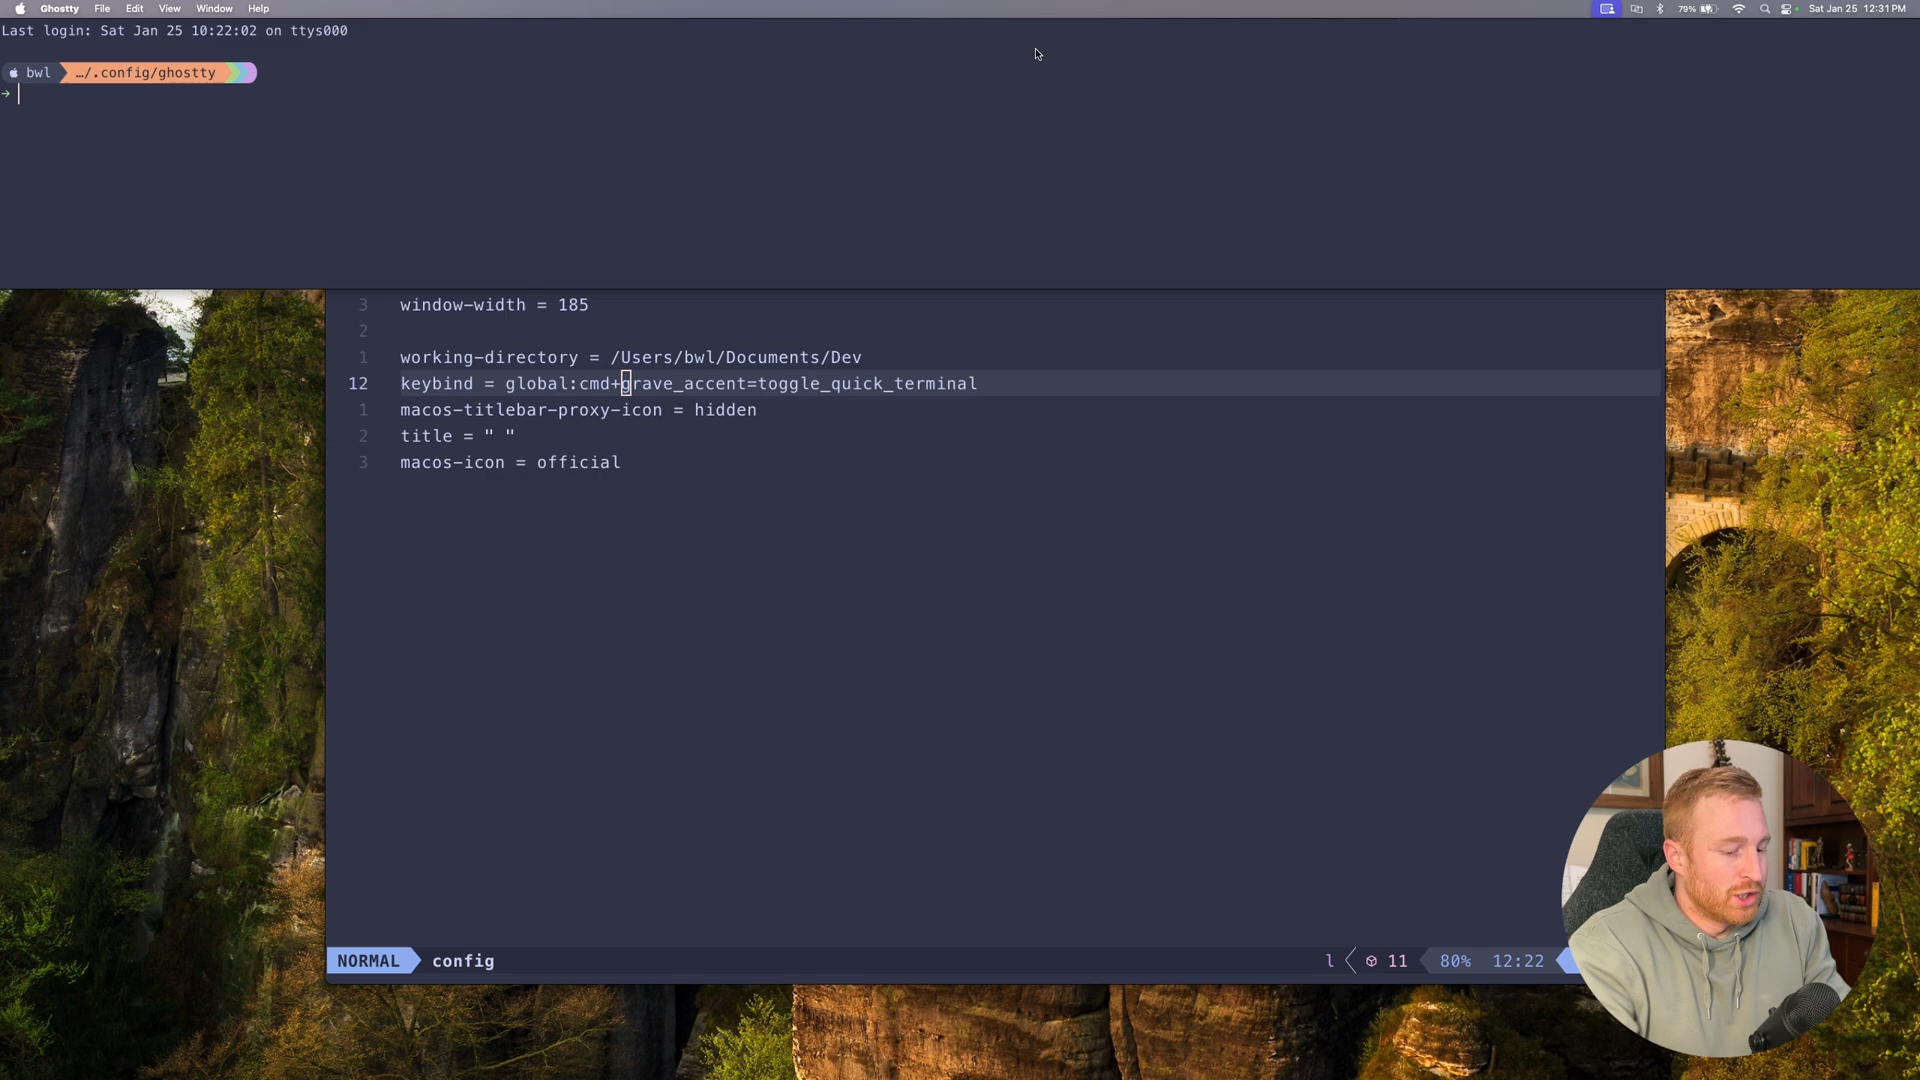 Ghostty File Edit View Window Help 79% Sat Jan 25 12:31 PM
Last login: Sat Jan 25 10:22:02 on ttys000
bwl …/.config/ghostty
→
3 window-width = 185
2
1 working-directory = /Users/bwl/Documents/Dev
12 keybind = global:cmd+grave_accent=toggle_quick_terminal
1 macos-titlebar-proxy-icon = hidden
2 title = " "
3 macos-icon = official
NORMAL config l 11 80% 12:22